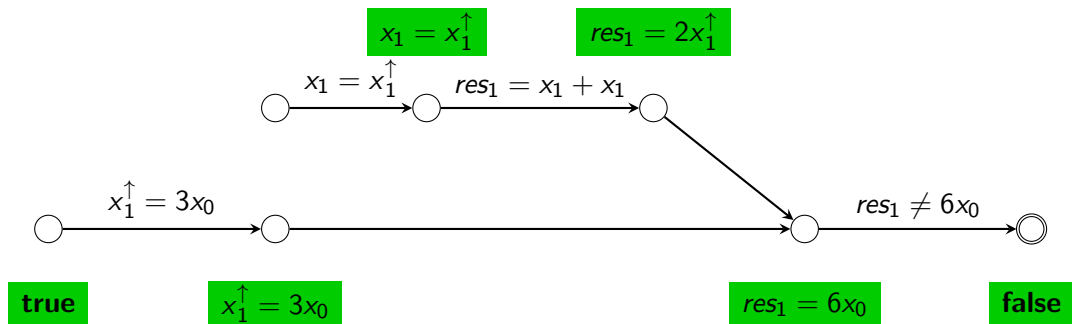 x₁ = x₁↑
res₁ = 2x₁↑
x₁ = x₁↑
res₁ = x₁ + x₁
x₁↑ = 3x₀
res₁ ≠ 6x₀
true
x₁↑ = 3x₀
res₁ = 6x₀
false